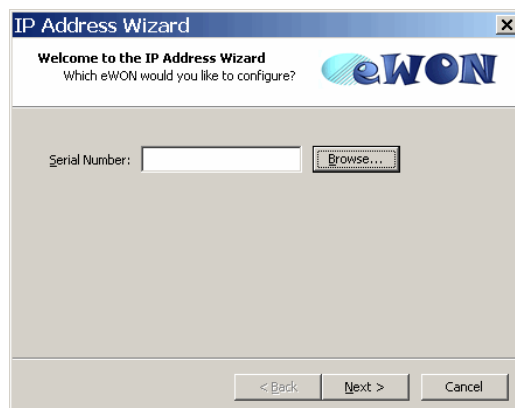 IP Address Wizard
Welcome to the IP Address Wizard
Which eWON would you like to configure?
eWON
Serial Number:
Browse...
< Back
Next >
Cancel